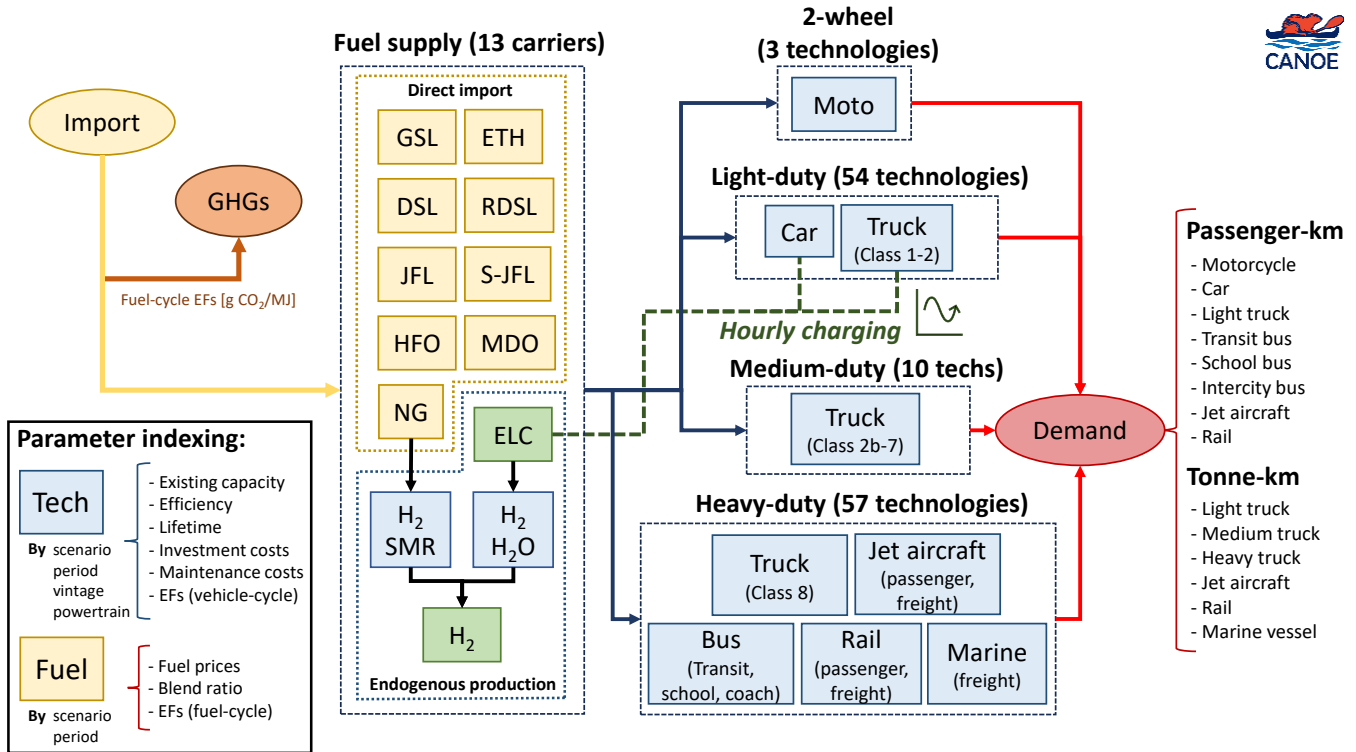 2-wheel
(3 technologies)
CANOE
Fuel supply (13 carriers)
Direct import
Import
GHGs
Fuel-cycle EFs [g CO₂/MJ]
GSL
ETH
DSL
RDSL
JFL
S-JFL
HFO
MDO
NG
ELC
H₂
SMR
H₂
H₂O
H₂
Endogenous production
Moto
Light-duty (54 technologies)
Car
Truck
(Class 1-2)
Hourly charging
Medium-duty (10 techs)
Truck
(Class 2b-7)
Heavy-duty (57 technologies)
Truck
(Class 8)
Jet aircraft
(passenger,
freight)
Bus
(Transit,
school, coach)
Rail
(passenger,
freight)
Marine
(freight)
Demand
Passenger-km
- Motorcycle
- Car
- Light truck
- Transit bus
- School bus
- Intercity bus
- Jet aircraft
- Rail
Tonne-km
- Light truck
- Medium truck
- Heavy truck
- Jet aircraft
- Rail
- Marine vessel
Parameter indexing:
Tech
By scenario
period
vintage
powertrain
- Existing capacity
- Efficiency
- Lifetime
- Investment costs
- Maintenance costs
- EFs (vehicle-cycle)
Fuel
By scenario
period
- Fuel prices
- Blend ratio
- EFs (fuel-cycle)